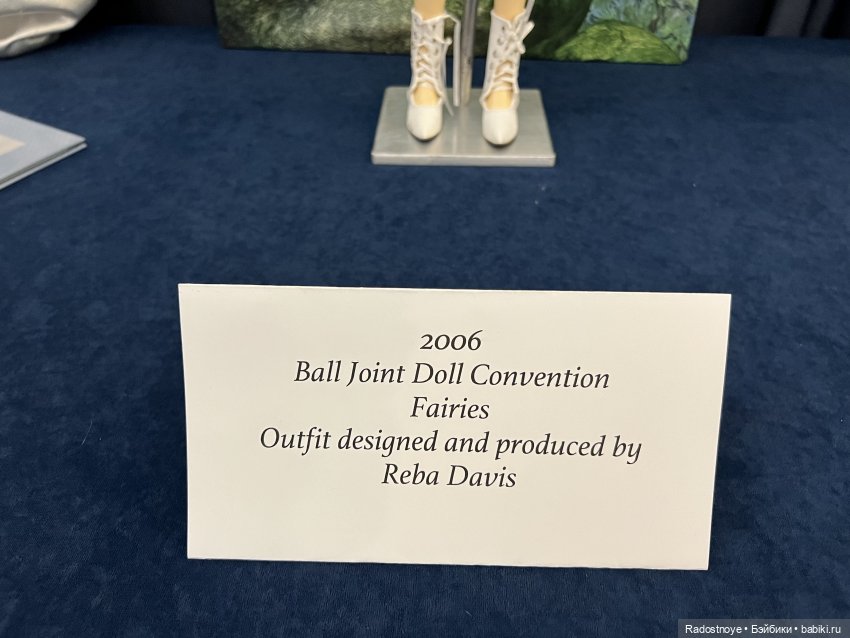 2006
Ball Joint Doll Convention
Fairies
Outfit designed and produced by
Reba Davis
Radostnoye • Бэйбики • babiki.ru